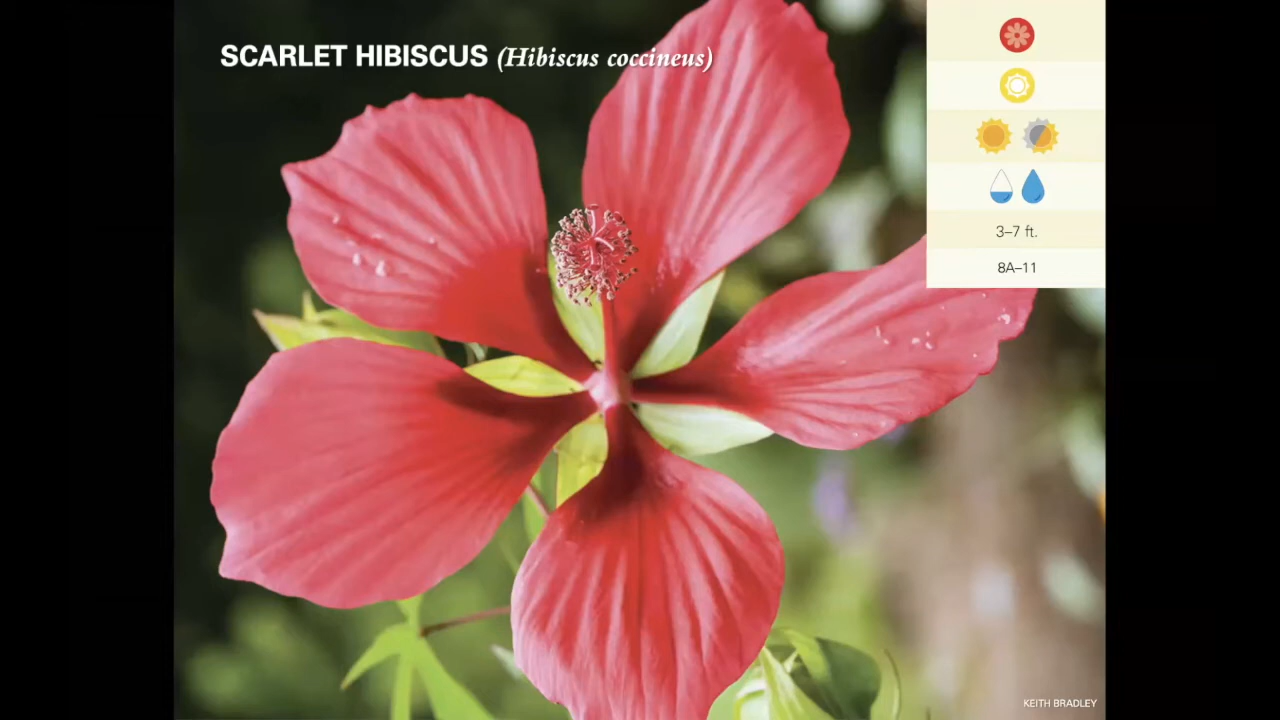 SCARLET HIBISCUS (Hibiscus coccineus)
3–7 ft.
8A–11
KEITH BRADLEY